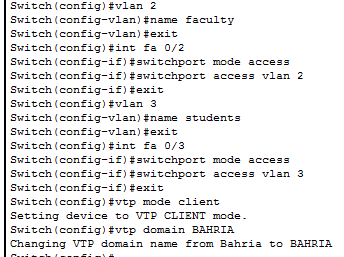 Switch(config)#vlan 2
Switch(config-vlan)#name faculty
Switch(config-vlan)#exit
Switch(config)#int fa 0/2
Switch(config-if)#switchport mode access
Switch(config-if)#switchport access vlan 2
Switch(config-if)#exit
Switch(config)#vlan 3
Switch(config-vlan)#name students
Switch(config-vlan)#exit
Switch(config)#int fa 0/3
Switch(config-if)#switchport mode access
Switch(config-if)#switchport access vlan 3
Switch(config-if)#exit
Switch(config)#vtp mode client
Setting device to VTP CLIENT mode.
Switch(config)#vtp domain BAHRIA
Changing VTP domain name from Bahria to BAHRIA
Switch(config)#